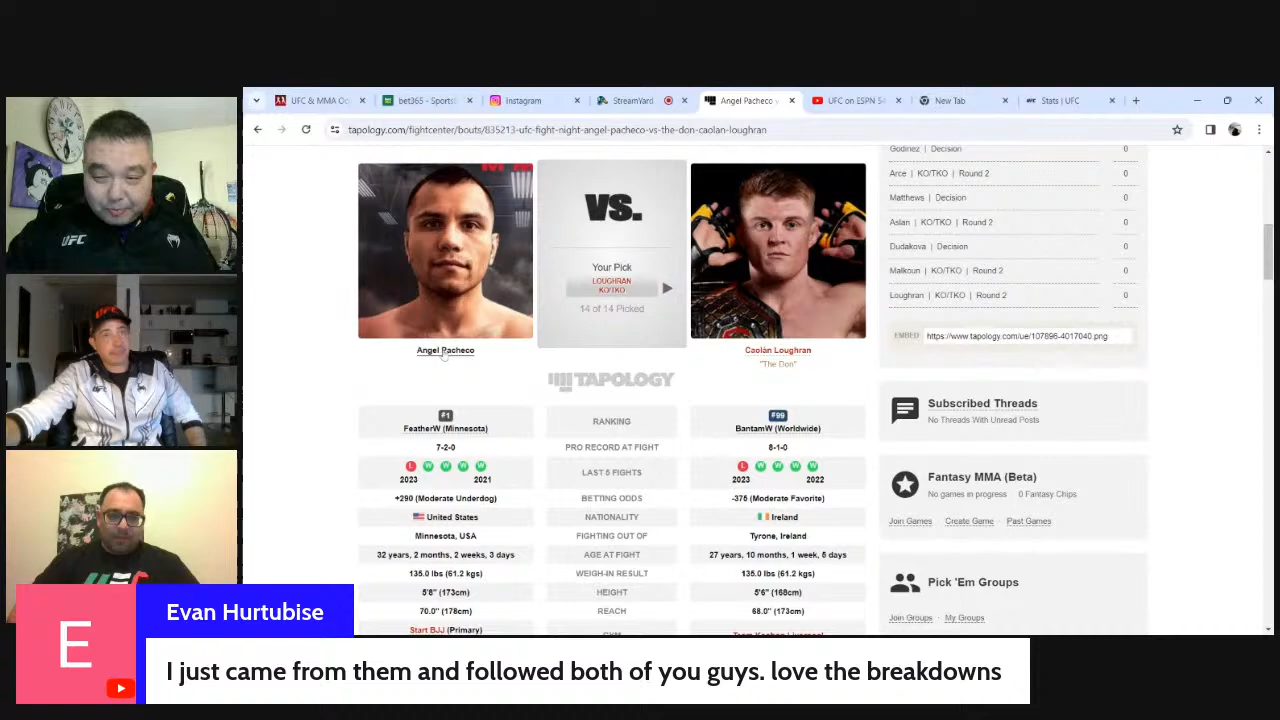 UFC & MMA Od
bet365 - Sportsb
Instagram
StreamYard
Angel Pacheco v
UFC on ESPN 54
New Tab
Stats | UFC
tapology.com/fightcenter/bouts/835213-ufc-fight-night-angel-pacheco-vs-the-don-caolan-loughran
VS.
Your Pick
LOUGHRAN
KO/TKO
14 of 14 Picked
Angel Pacheco
Caolán Loughran
"The Don"
TAPOLOGY
#1
FeatherW (Minnesota)
RANKING
#99
BantamW (Worldwide)
7-2-0
PRO RECORD AT FIGHT
8-1-0
L W W W W
2023 2021
LAST 5 FIGHTS
L W W W W
2023 2022
+290 (Moderate Underdog)
BETTING ODDS
-375 (Moderate Favorite)
United States
NATIONALITY
Ireland
Minnesota, USA
FIGHTING OUT OF
Tyrone, Ireland
32 years, 2 months, 2 weeks, 3 days
AGE AT FIGHT
27 years, 10 months, 1 week, 5 days
135.0 lbs (61.2 kgs)
WEIGH-IN RESULT
135.0 lbs (61.2 kgs)
5'8" (173cm)
HEIGHT
5'6" (168cm)
70.0" (178cm)
REACH
68.0" (173cm)
Start BJJ (Primary)
GYM
Godinez | Decision 0
Arce | KO/TKO | Round 2 0
Matthews | Decision 0
Aslan | KO/TKO | Round 2 0
Dudakova | Decision 0
Malkoun | KO/TKO | Round 2 0
Loughran | KO/TKO | Round 2 0
EMBED https://www.tapology.com/ue/107896-4017040.png
Subscribed Threads
No Threads With Unread Posts
Fantasy MMA (Beta)
No games in progress 0 Fantasy Chips
Join Games Create Game Past Games
Pick 'Em Groups
Join Groups My Groups
UFC
UFC
E
Evan Hurtubise
I just came from them and followed both of you guys. love the breakdowns